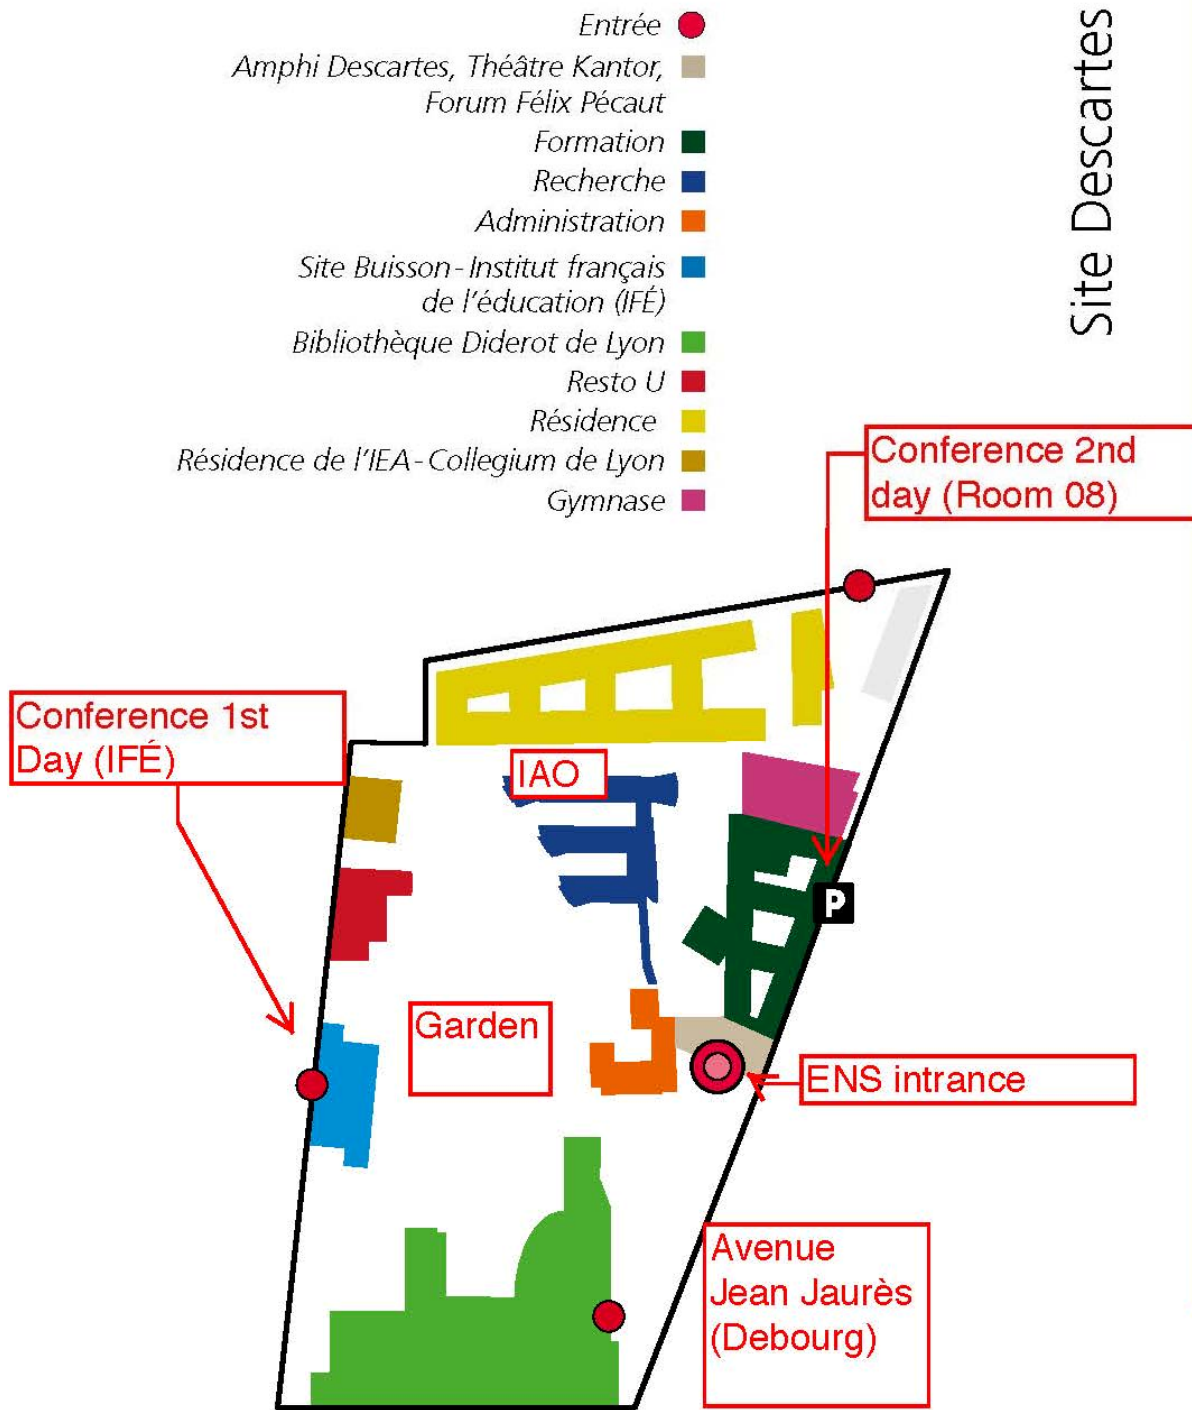 Entrée
Amphi Descartes, Théâtre Kantor,
Forum Félix Pécaut
Formation
Recherche
Administration
Site Buisson-Institut français
de l'éducation (IFÉ)
Bibliothèque Diderot de Lyon
Resto U
Résidence
Résidence de l'IEA-Collegium de Lyon
Gymnase
Site Descartes
Conference 2nd
day (Room 08)
Conference 1st
Day (IFÉ)
IAO
P
Garden
ENS intrance
Avenue
Jean Jaurès
(Debourg)